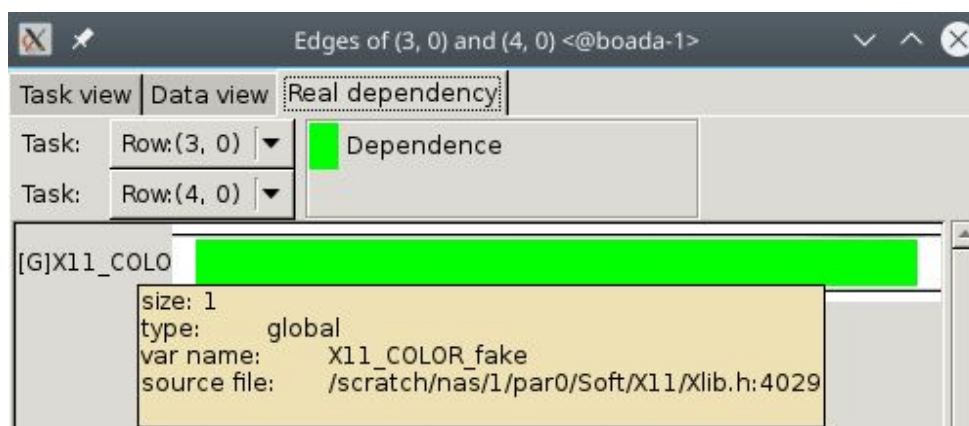 Edges of (3, 0) and (4, 0) <@boada-1>
Task view Data view Real dependency
Task: Row:(3, 0) Dependence
Task: Row:(4, 0)
[G]X11_COLO
size: 1
type: global
var name: X11_COLOR_fake
source file: /scratch/nas/1/par0/Soft/X11/Xlib.h:4029